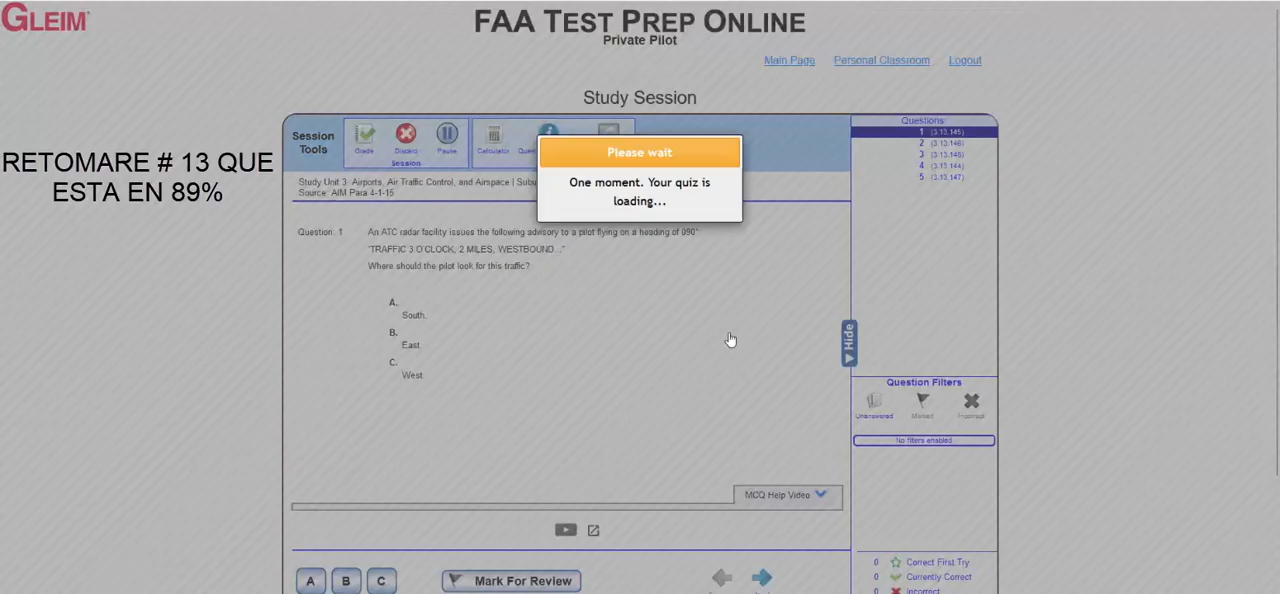 GLEIM®
FAA TEST PREP ONLINE
Private Pilot
Main Page Personal Classroom Logout
Study Session
Session Tools
Grade Discard Pause
Session
Calculator
Please wait
One moment. Your quiz is
loading...
RETOMARE # 13 QUE
ESTA EN 89%
Study Unit 3: Airports, Air Traffic Control, and Airspace |
Source: AIM Para 4-1-15
Question: 1
An ATC radar facility issues the following advisory to a pilot flying on a heading of 090°:
"TRAFFIC 3 O'CLOCK, 2 MILES, WESTBOUND..."
Where should the pilot look for this traffic?
A.
South.
B.
East.
C.
West.
MCQ Help Video
A B C
Mark For Review
Questions:
1 (3.13.145)
2 (3.13.146)
3 (3.13.148)
4 (3.13.144)
5 (3.13.147)
Hide
Question Filters
Unanswered Marked Incorrect
No filters enabled
0 Correct First Try
0 Currently Correct
0 Incorrect